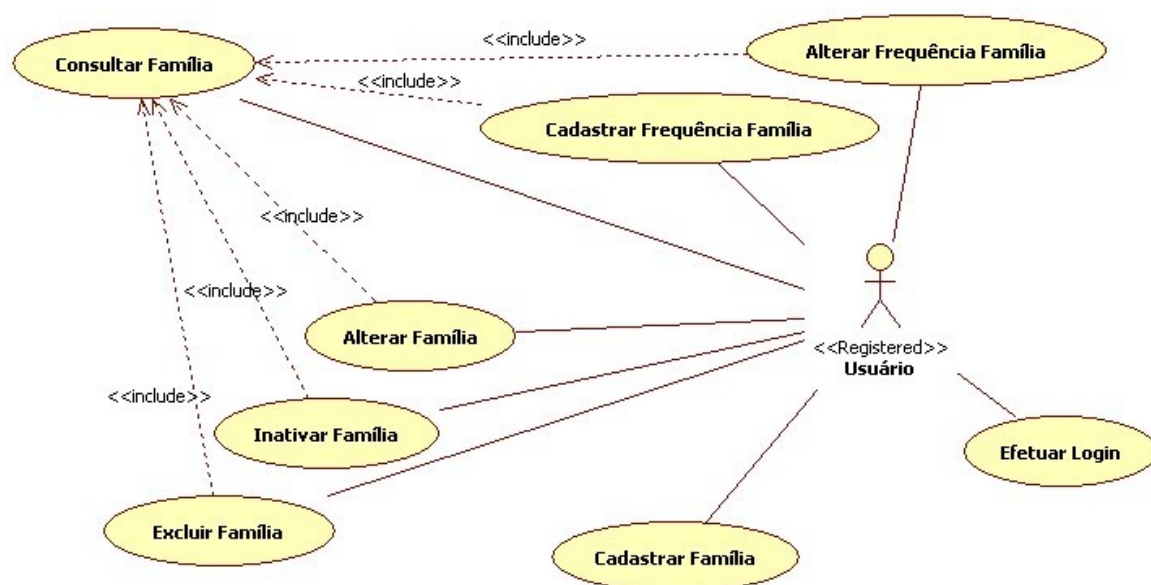 <<include>>
Alterar Frequência Família
Consultar Família
<<include>>
Cadastrar Frequência Família
<<include>>
<<include>>
Alterar Família
<<Registered>>
Usuário
<<include>>
Inativar Família
Efetuar Login
Excluir Família
Cadastrar Família